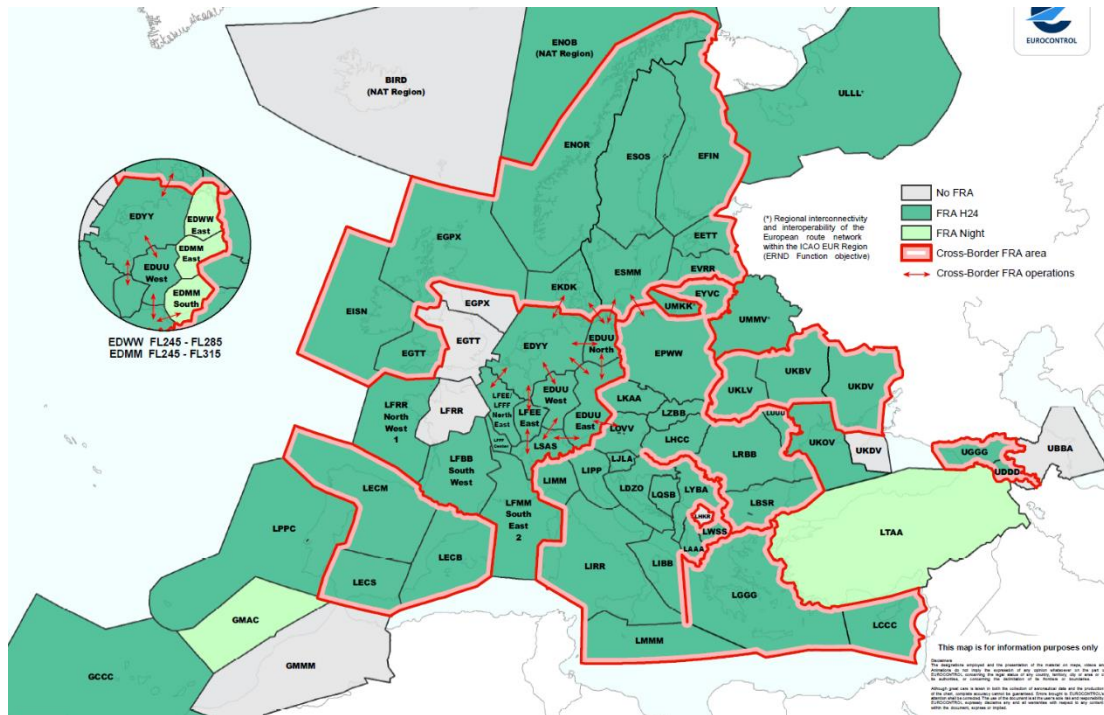 EUROCONTROL
ENOB
(NAT Region)
BIRD
(NAT Region)
ULLL*
ENOR
ESOS
EFIN
No FRA
FRA H24
FRA Night
Cross-Border FRA area
Cross-Border FRA operations
(*) Regional interconnectivity
and interoperability of the
European route network
within the ICAO EUR Region
(ERND Function objective)
EDYY
EDWW
East
EDMM
East
EDUU
West
EDMM
South
EDWW FL245 - FL285
EDMM FL245 - FL315
EGPX
EETT
ESMM
EVRR
EKDK
EYVC
UMKK*
EGPX
EISN
EGTT
EGTT
UMMV*
EDYY
EDUU
North
EPWW
UKLV
UKBV
UKDV
LFRR
North
West
1
LFRR
LFEE/
LFFF
North
East
LFEE
East
EDUU
West
EDUU
East
LKAA
LZBB
LOVV
LHCC
LUUU
UKOV
UKDV
LSAS
LFBB
South
West
LFMM
South
East
2
LIMM
LIPP
LJLA
LDZO
LQSB
LYBA
LRBB
LBSR
UGGG
UDDD
UBBA
LECM
LPPC
LECB
LECS
LIRR
LIBB
LWSS
LAAA
LTAA
LGGG
LMMM
LCCC
GMAC
GMMM
GCCC
This map is for information purposes only